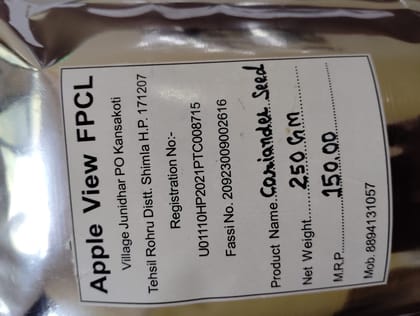 Apple View FPCL
Village Junidhar PO Kansakoti
Tehsil Rohru Distt. Shimla H.P. 171207
Registration No:-
U01110HP2021PTC008715
Fassi No. 20923009002616
Product Name..Coriander Seed
Net Weight......250 Gm
M.R.P..............150.00
Mob. 8894131057